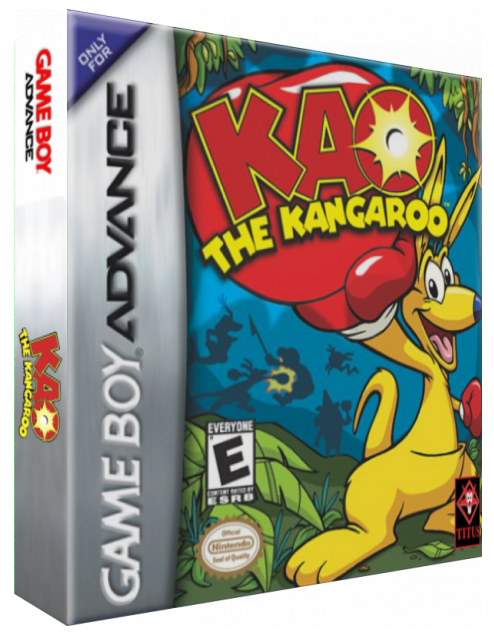 GAME BOY
ADVANCE
KAO
THE KANGAROO
ONLY
FOR
GAME BOY ADVANCE
KAO
THE KANGAROO™
EVERYONE
E
CONTENT RATED BY
ESRB
Official
Nintendo
Seal of Quality
TITUS